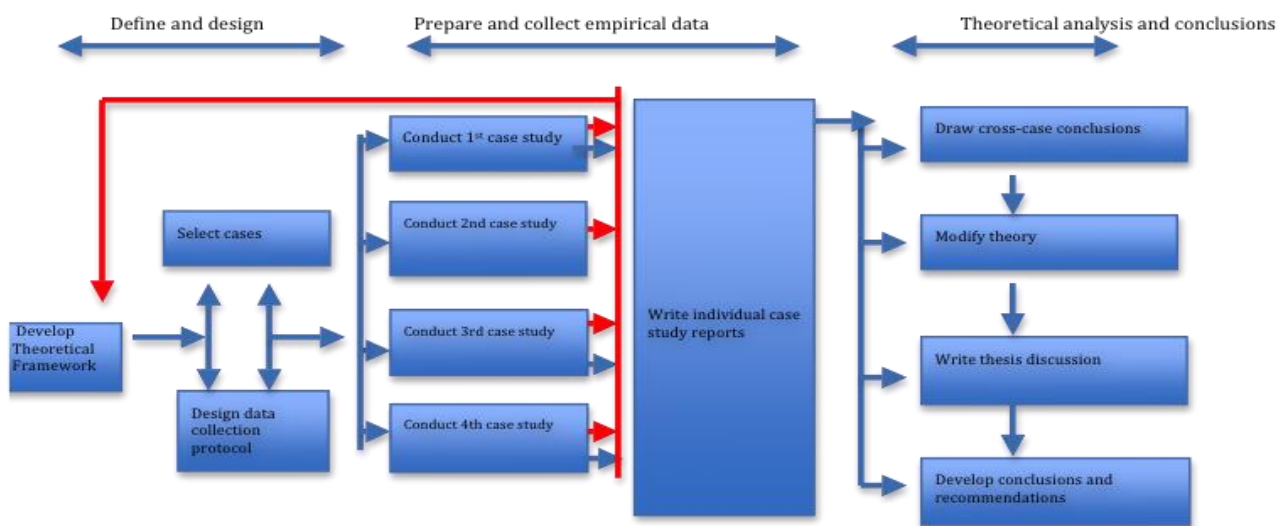 Define and design
Prepare and collect empirical data
Theoretical analysis and conclusions
Conduct 1st case study
Draw cross-case conclusions
Select cases
Conduct 2nd case study
Modify theory
Develop
Theoretical
Framework
Conduct 3rd case study
Write individual case
study reports
Write thesis discussion
Design data
collection
protocol
Conduct 4th case study
Develop conclusions and
recommendations